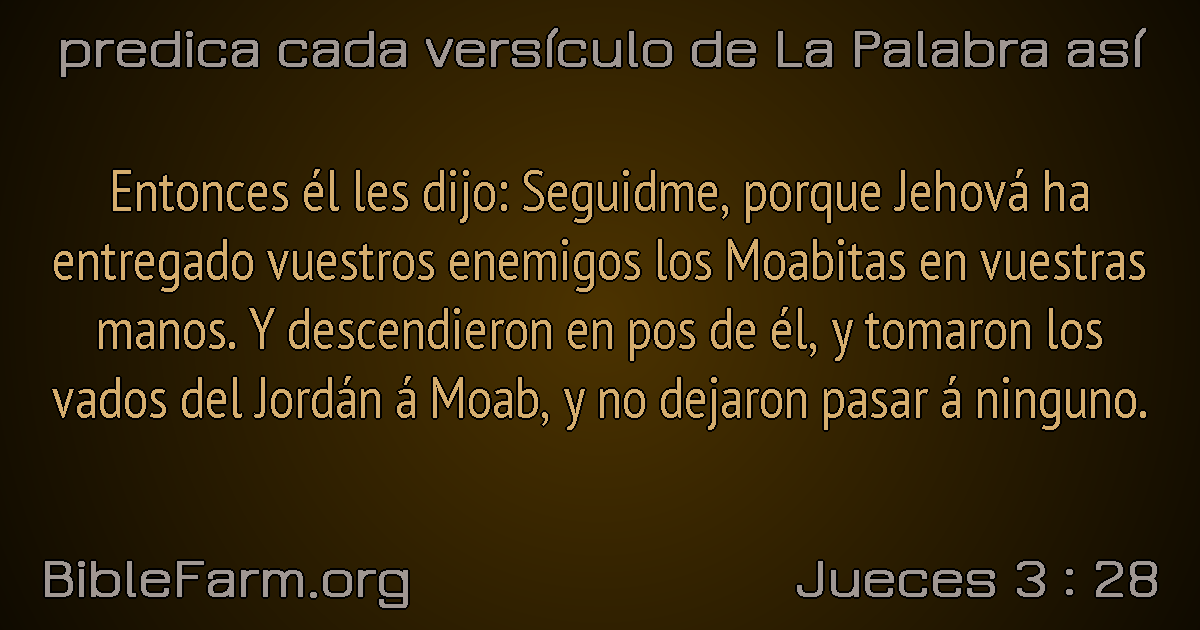 predica cada versículo de La Palabra así
Entonces él les dijo: Seguidme, porque Jehová ha
entregado vuestros enemigos los Moabitas en vuestras
manos. Y descendieron en pos de él, y tomaron los
vados del Jordán á Moab, y no dejaron pasar á ninguno.
BibleFarm.org
Jueces 3 : 28